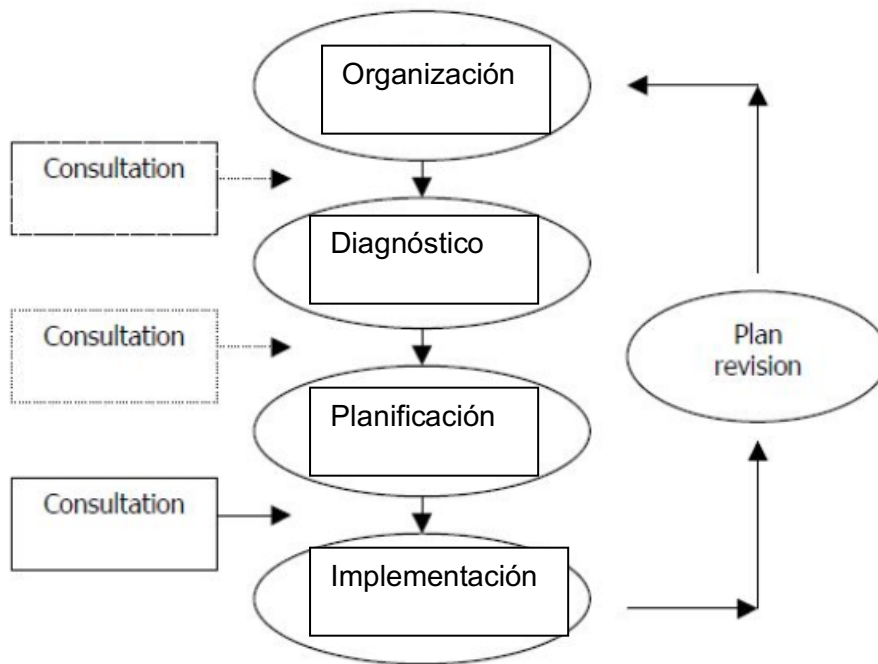 Organización
Consultation
Diagnóstico
Consultation
Plan
revision
Planificación
Consultation
Implementación